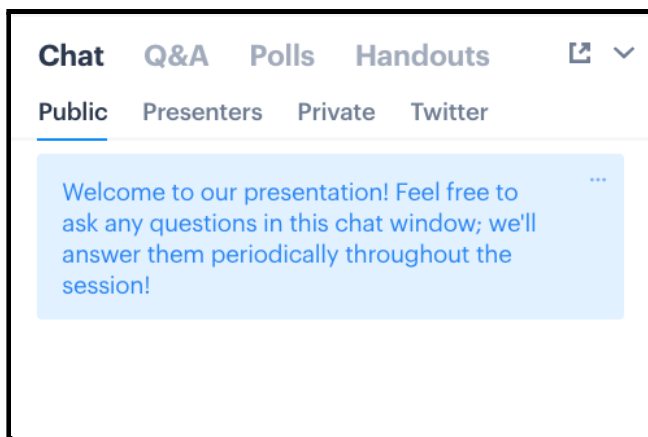 Chat Q&A Polls Handouts
Public Presenters Private Twitter
Welcome to our presentation! Feel free to
ask any questions in this chat window; we'll
answer them periodically throughout the
session!